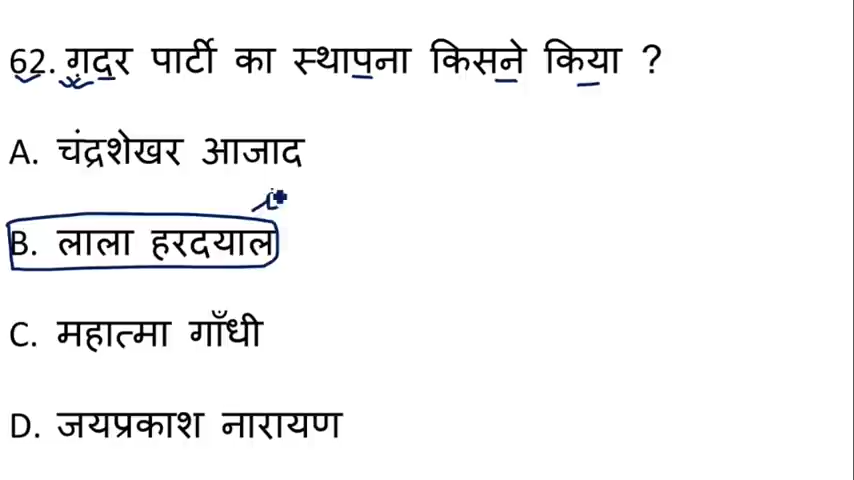 62. ग़दर पार्टी का स्थापना किसने किया ?
A. चंद्रशेखर आजाद
B. लाला हरदयाल
C. महात्मा गाँधी
D. जयप्रकाश नारायण